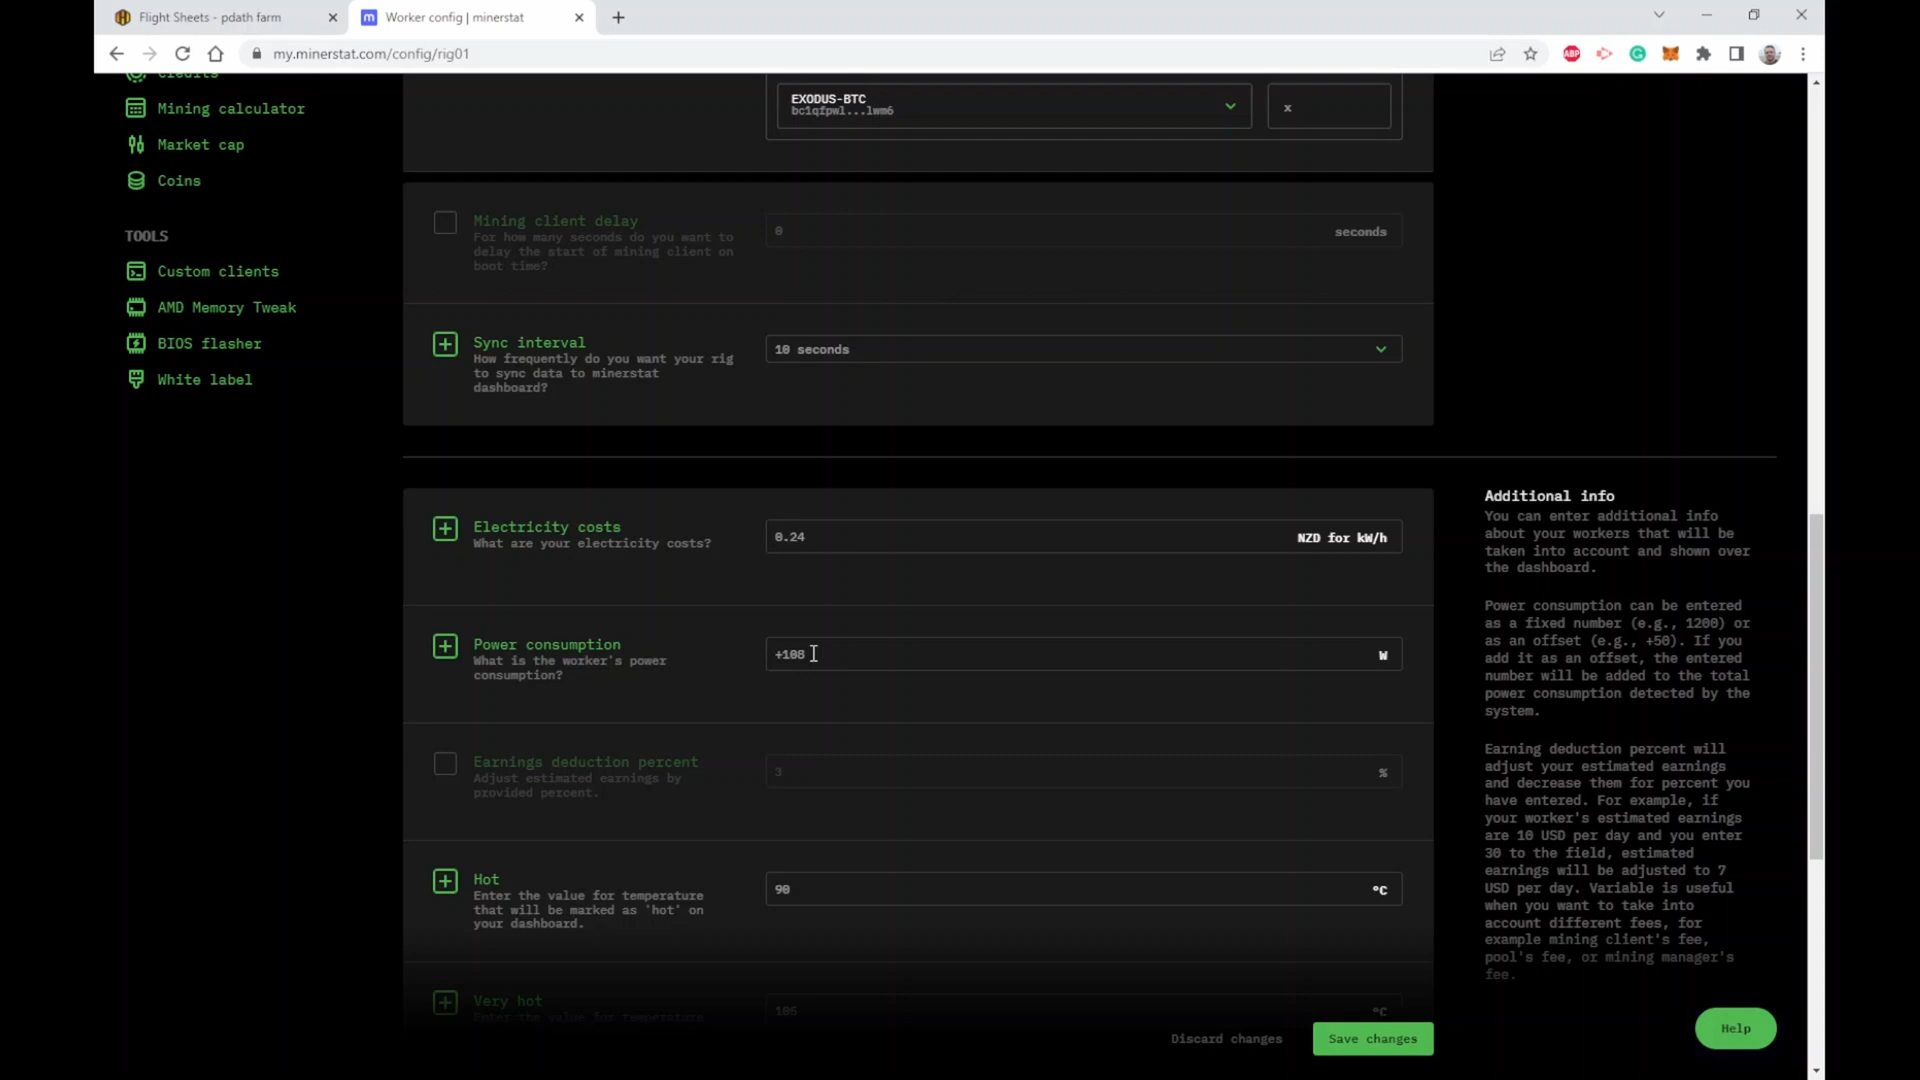 Flight Sheets - pdath farm
Worker config | minerstat
my.minerstat.com/config/rig01
Credits
Mining calculator
Market cap
Coins
TOOLS
Custom clients
AMD Memory Tweak
BIOS flasher
White label
EXODUS-BTC
bc1qfpwl...lwm6
x
Mining client delay
For how many seconds do you want to
delay the start of mining client on
boot time?
0
seconds
Sync interval
How frequently do you want your rig
to sync data to minerstat
dashboard?
10 seconds
Electricity costs
What are your electricity costs?
0.24
NZD for kW/h
Power consumption
What is the worker's power
consumption?
+108
W
Earnings deduction percent
Adjust estimated earnings by
provided percent.
3
%
Hot
Enter the value for temperature
that will be marked as 'hot' on
your dashboard.
90
°C
Very hot
Enter the value for temperature
105
°C
Additional info
You can enter additional info
about your workers that will be
taken into account and shown over
the dashboard.
Power consumption can be entered
as a fixed number (e.g., 1200) or
as an offset (e.g., +50). If you
add it as an offset, the entered
number will be added to the total
power consumption detected by the
system.
Earning deduction percent will
adjust your estimated earnings
and decrease them for percent you
have entered. For example, if
your worker's estimated earnings
are 10 USD per day and you enter
30 to the field, estimated
earnings will be adjusted to 7
USD per day. Variable is useful
when you want to take into
account different fees, for
example mining client's fee,
pool's fee, or mining manager's
fee.
Discard changes
Save changes
Help
ABP